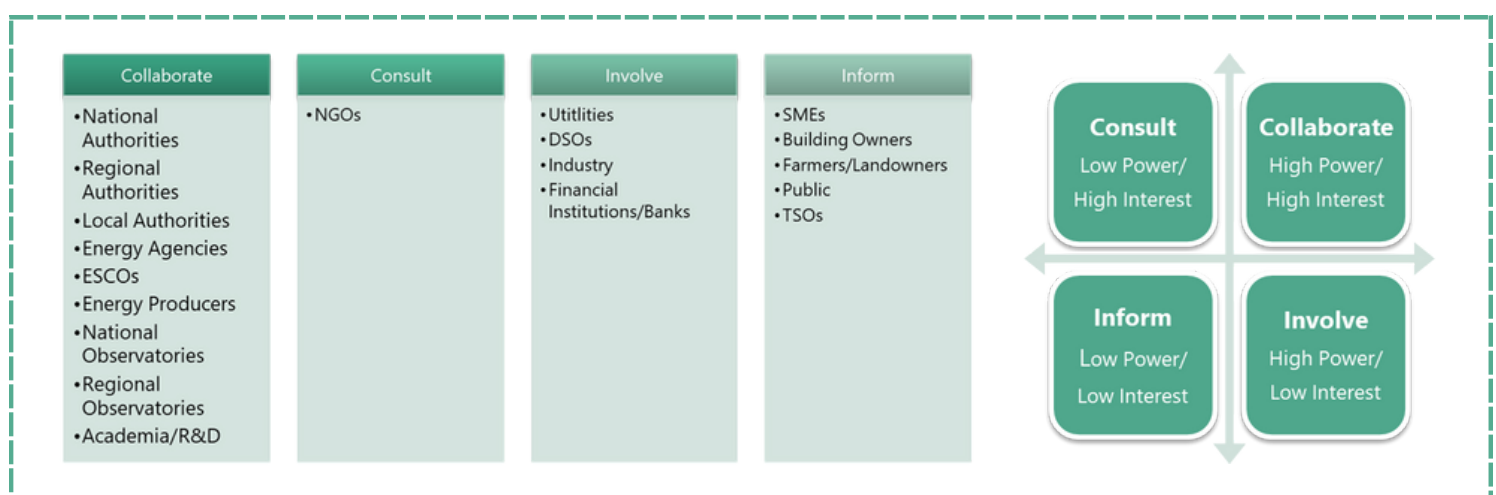 Collaborate
•National
Authorities
•Regional
Authorities
•Local Authorities
•Energy Agencies
•ESCOs
•Energy Producers
•National
Observatories
•Regional
Observatories
•Academia/R&D
Consult
•NGOs
Involve
•Utitlities
•DSOs
•Industry
•Financial
Institutions/Banks
Inform
•SMEs
•Building Owners
•Farmers/Landowners
•Public
•TSOs
Consult
Low Power/
High Interest
Collaborate
High Power/
High Interest
Inform
Low Power/
Low Interest
Involve
High Power/
Low Interest